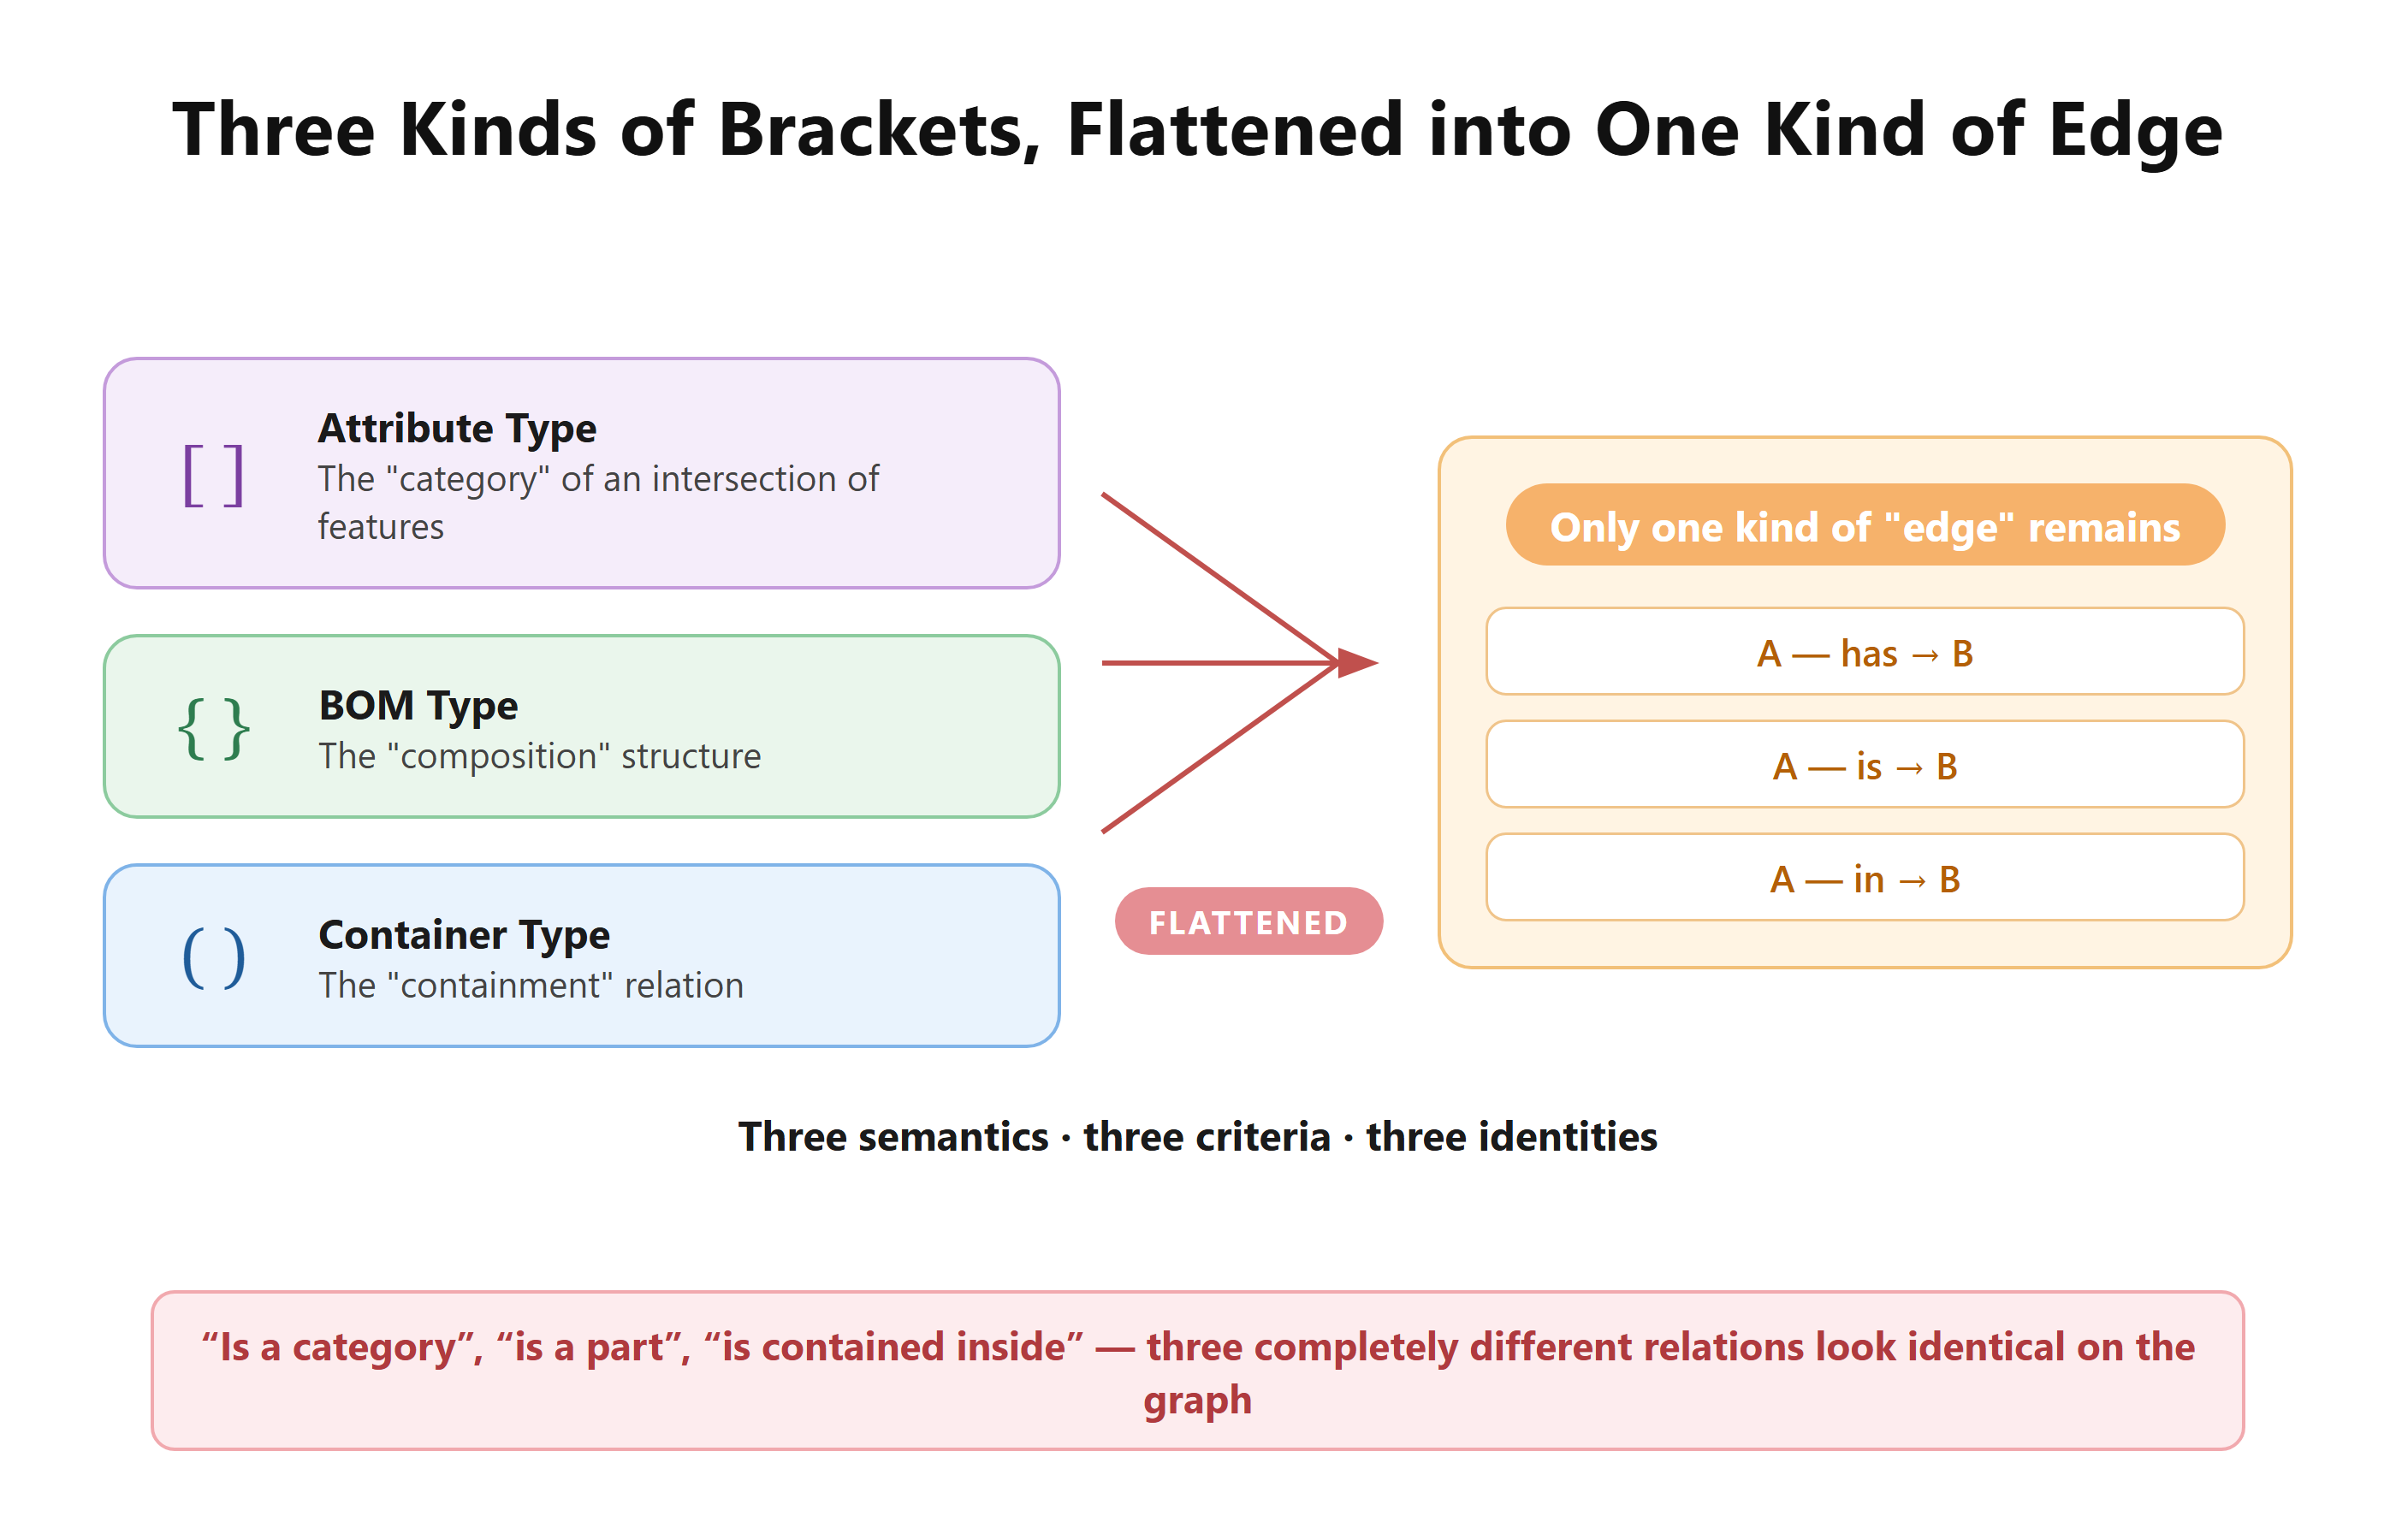 Three Kinds of Brackets, Flattened into One Kind of Edge
[ ]
Attribute Type
The "category" of an intersection of
features
{ }
BOM Type
The "composition" structure
( )
Container Type
The "containment" relation
FLATTENED
Only one kind of "edge" remains
A — has → B
A — is → B
A — in → B
Three semantics · three criteria · three identities
“Is a category”, “is a part”, “is contained inside” — three completely different relations look identical on the
graph